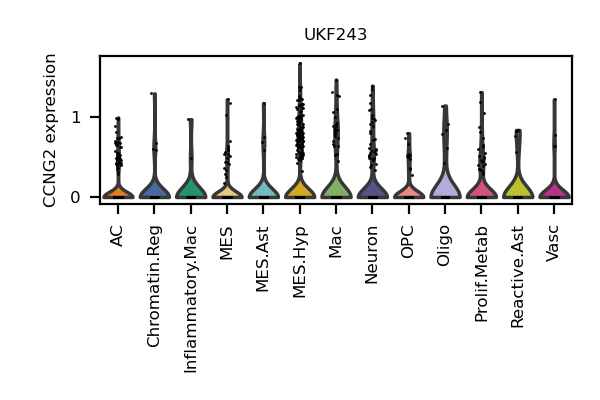 UKF243
CCNG2 expression
1
0
AC
Chromatin.Reg
Inflammatory.Mac
MES
MES.Ast
MES.Hyp
Mac
Neuron
OPC
Oligo
Prolif.Metab
Reactive.Ast
Vasc